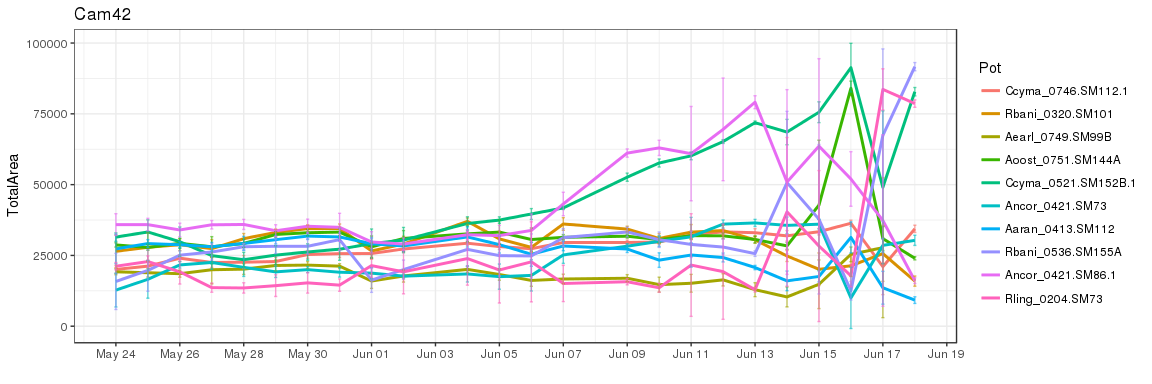 Cam42
TotalArea
100000
75000
50000
25000
0
May 24 May 26 May 28 May 30 Jun 01 Jun 03 Jun 05 Jun 07 Jun 09 Jun 11 Jun 13 Jun 15 Jun 17 Jun 19
Pot
Ccyma_0746.SM112.1
Rbani_0320.SM101
Aearl_0749.SM99B
Aoost_0751.SM144A
Ccyma_0521.SM152B.1
Ancor_0421.SM73
Aaran_0413.SM112
Rbani_0536.SM155A
Ancor_0421.SM86.1
Rling_0204.SM73